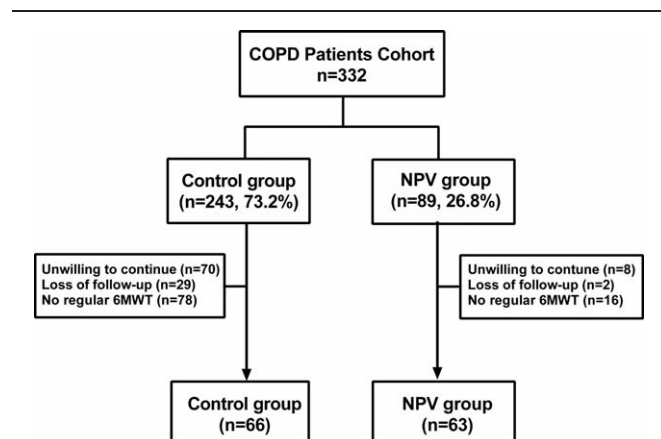 COPD Patients Cohort
n=332
Control group
(n=243, 73.2%)
NPV group
(n=89, 26.8%)
Unwilling to continue (n=70)
Loss of follow-up (n=29)
No regular 6MWT (n=78)
Unwilling to contune (n=8)
Loss of follow-up (n=2)
No regular 6MWT (n=16)
Control group
(n=66)
NPV group
(n=63)